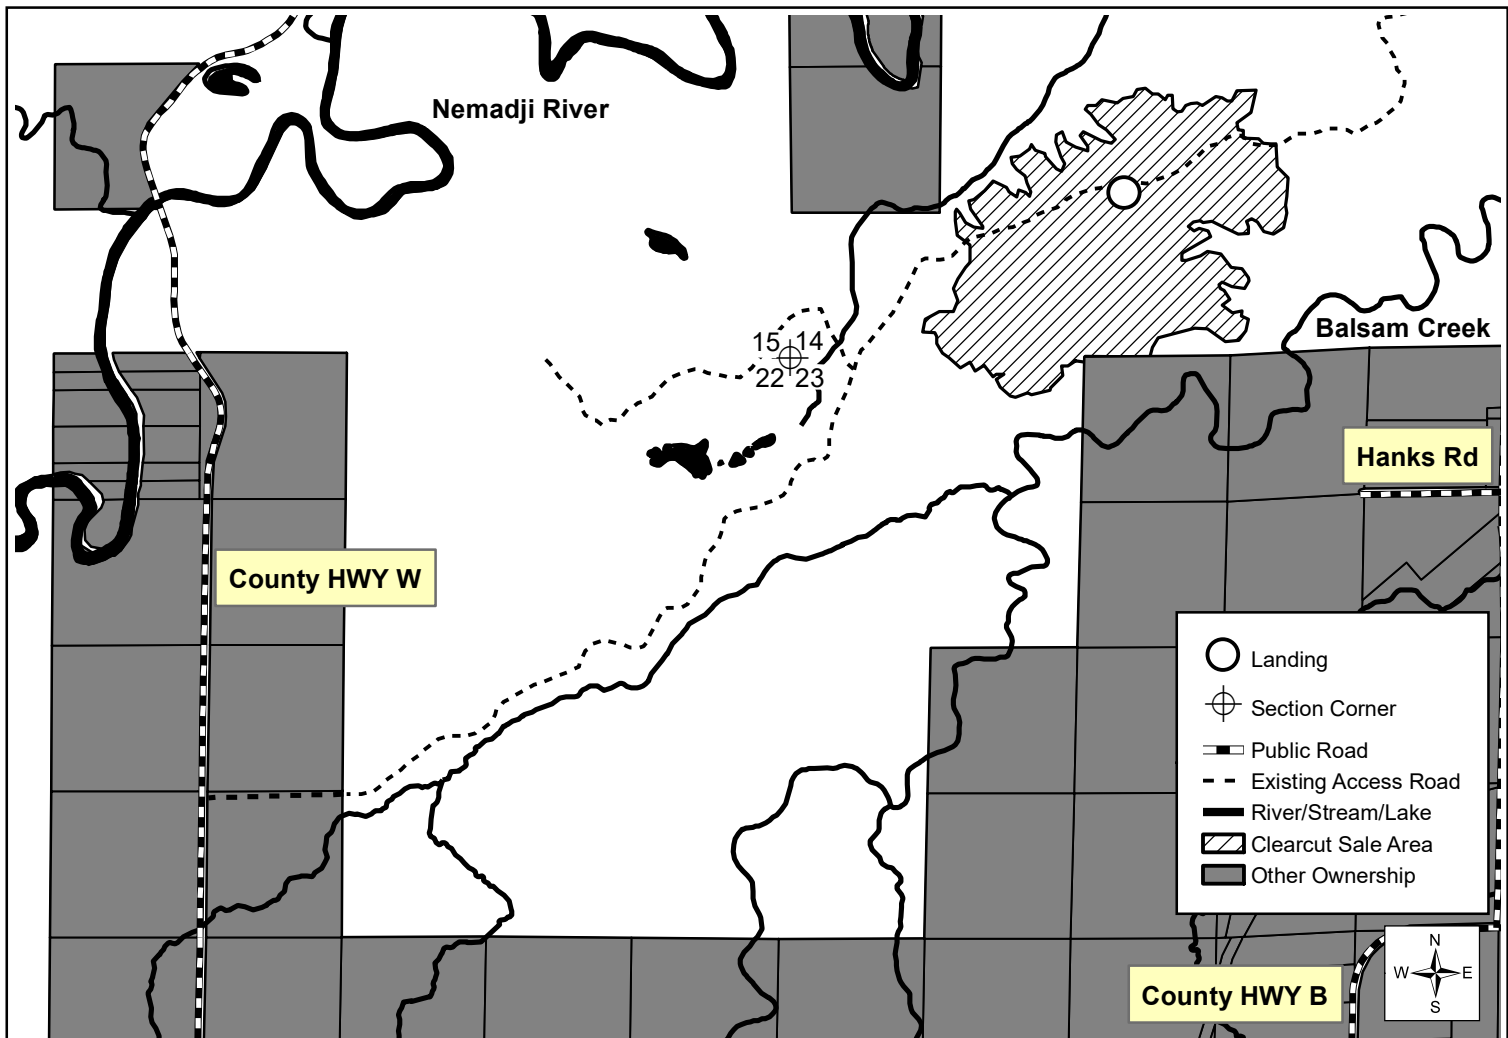 Nemadji River
15 14
22 23
Balsam Creek
Hanks Rd
County HWY W
Landing
Section Corner
Public Road
Existing Access Road
River/Stream/Lake
Clearcut Sale Area
Other Ownership
County HWY B
N
W E
S